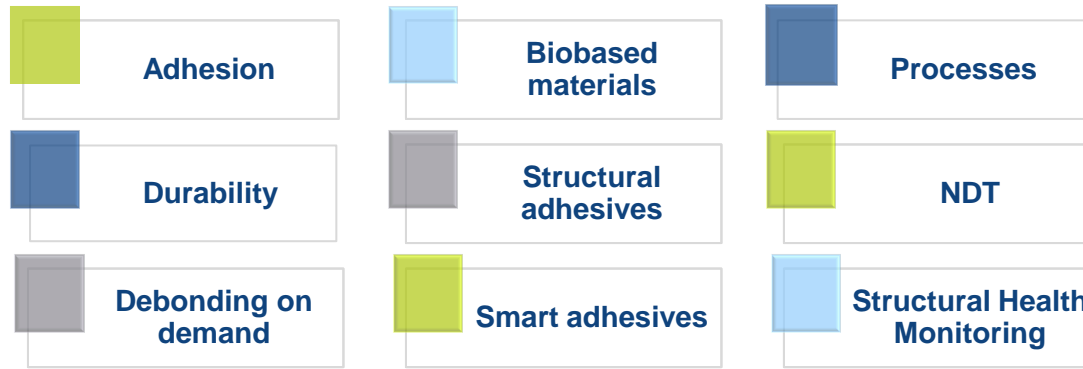 Adhesion
Biobased
materials
Processes
Durability
Structural
adhesives
NDT
Debonding on
demand
Smart adhesives
Structural Health
Monitoring